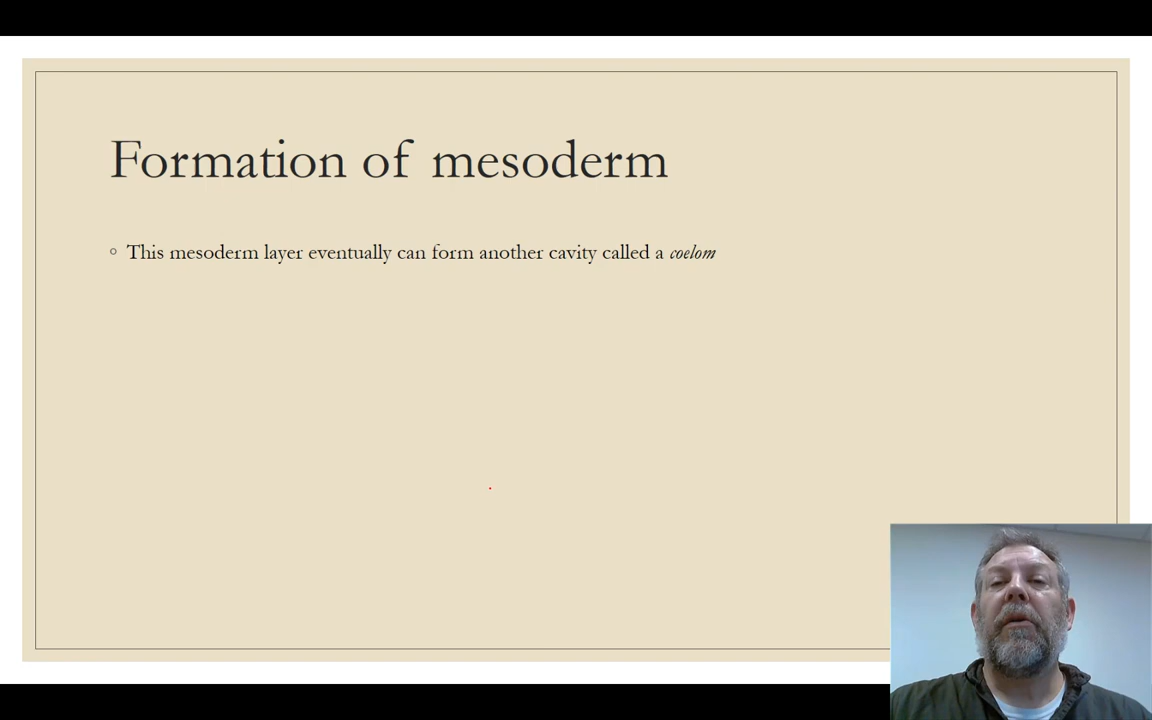 Formation of mesoderm
This mesoderm layer eventually can form another cavity called a coelom